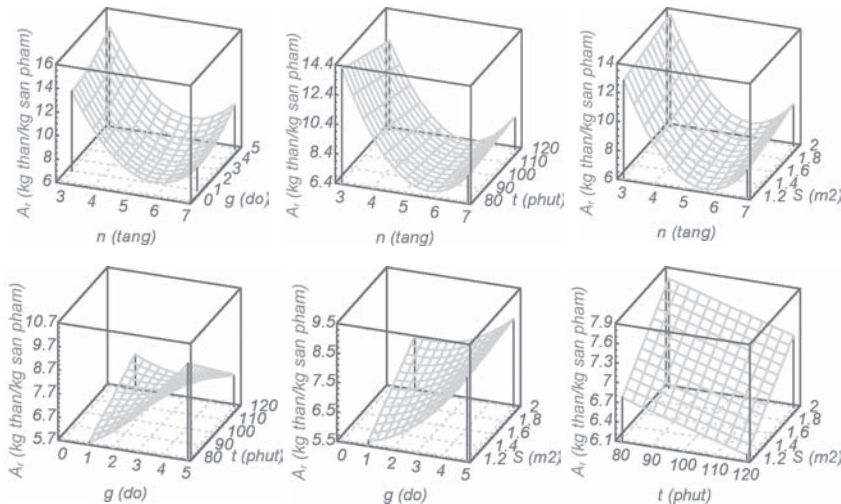 Aᵣ (kg than/kg san pham)
16
14
12
10
8
6
3 4 5 6 7
n (tang)
0 1 2 3 4 5
g (do)
Aᵣ (kg than/kg san pham)
14.4
12.4
10.4
8.4
6.4
3 4 5 6 7
n (tang)
80 90 100 110 120
t (phut)
Aᵣ (kg than/kg san pham)
14
12
10
8
6
3 4 5 6 7
n (tang)
1.2 1.4 1.6 1.8 2
S (m2)
Aᵣ (kg than/kg san pham)
10.7
9.7
8.7
7.7
6.7
5.7
0 1 2 3 4 5
g (do)
80 90 100 110 120
t (phut)
Aᵣ (kg than/kg san pham)
9.5
8.5
7.5
6.5
5.5
0 1 2 3 4 5
g (do)
1.2 1.4 1.6 1.8 2
S (m2)
Aᵣ (kg than/kg san pham)
7.9
7.6
7.3
7
6.7
6.4
6.1
80 90 100 110 120
t (phut)
1.2 1.4 1.6 1.8 2
S (m2)